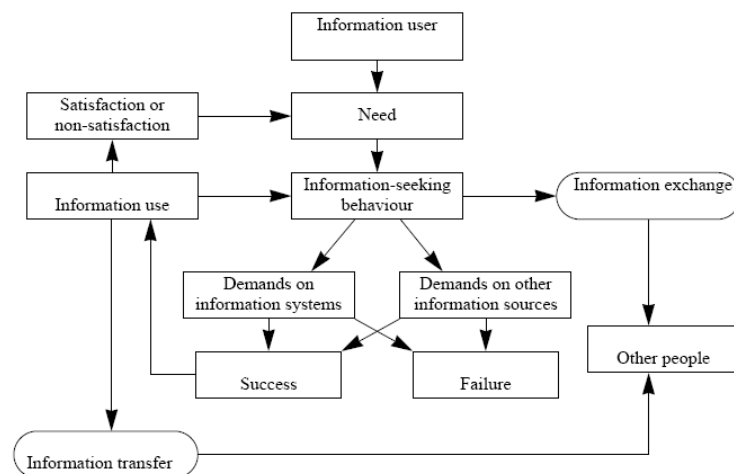 Information user
Satisfaction or
non-satisfaction
Need
Information use
Information-seeking
behaviour
Information exchange
Demands on
information systems
Demands on other
information sources
Other people
Success
Failure
Information transfer